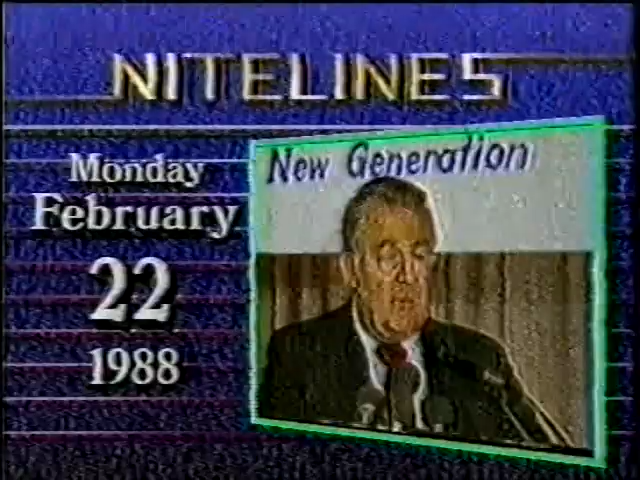 NITELINES
Monday
February
22
1988
New Generation